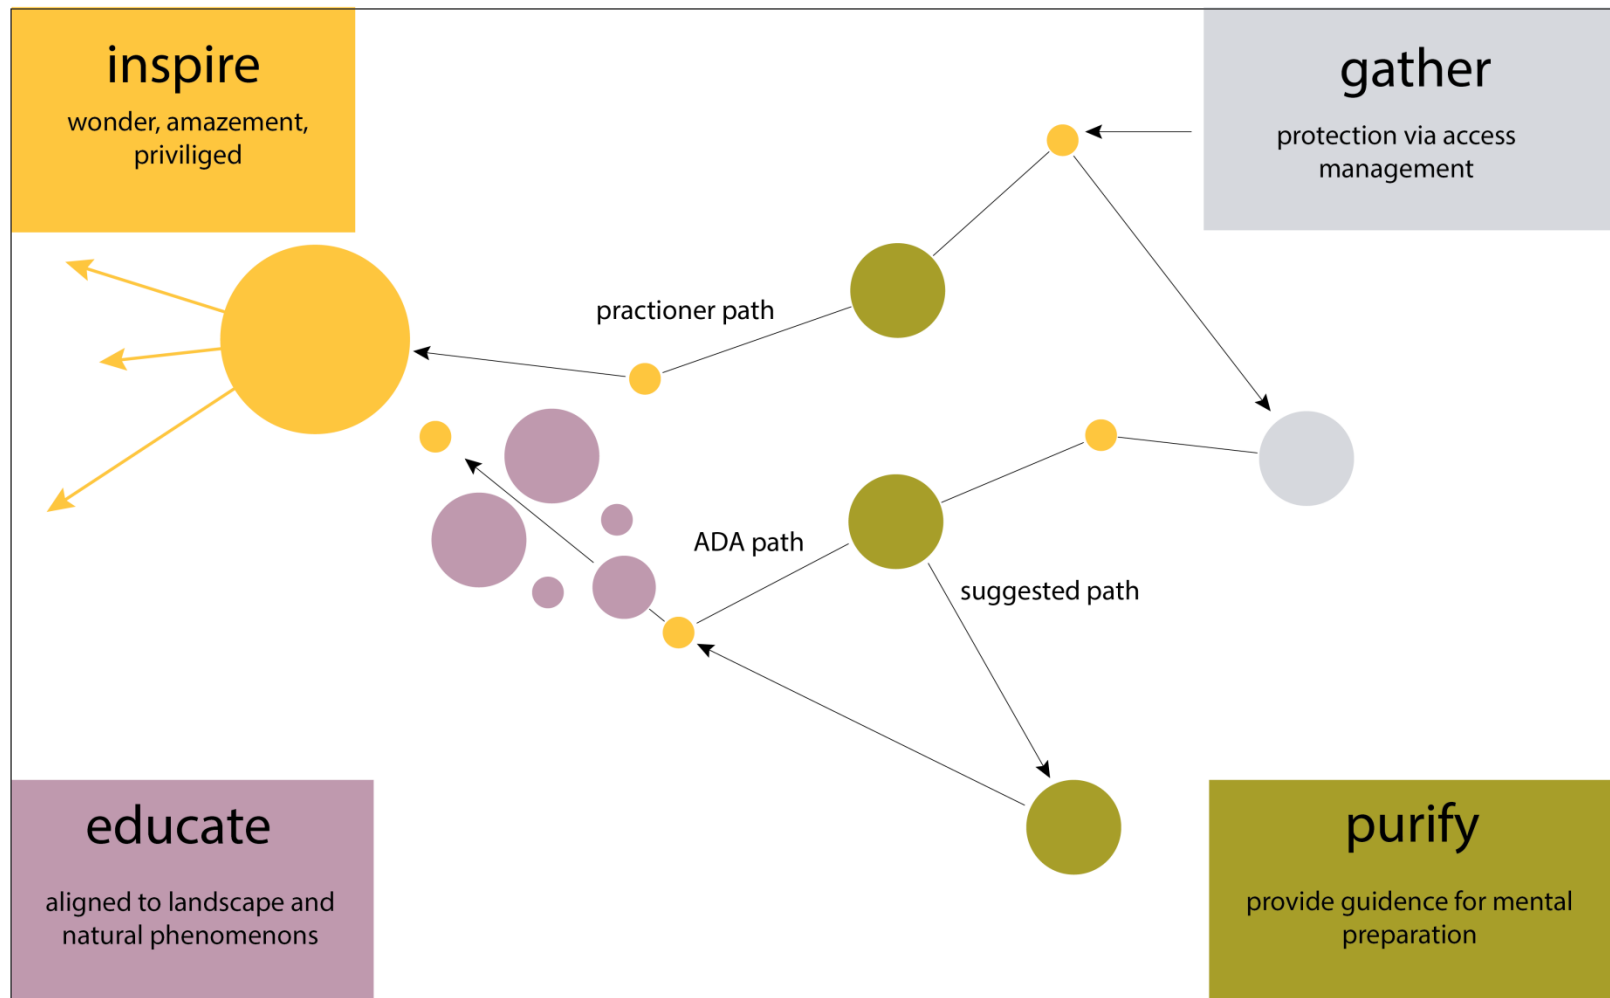 inspire
wonder, amazement,
priviliged
gather
protection via access
management
practioner path
ADA path
suggested path
educate
aligned to landscape and
natural phenomenons
purify
provide guidence for mental
preparation